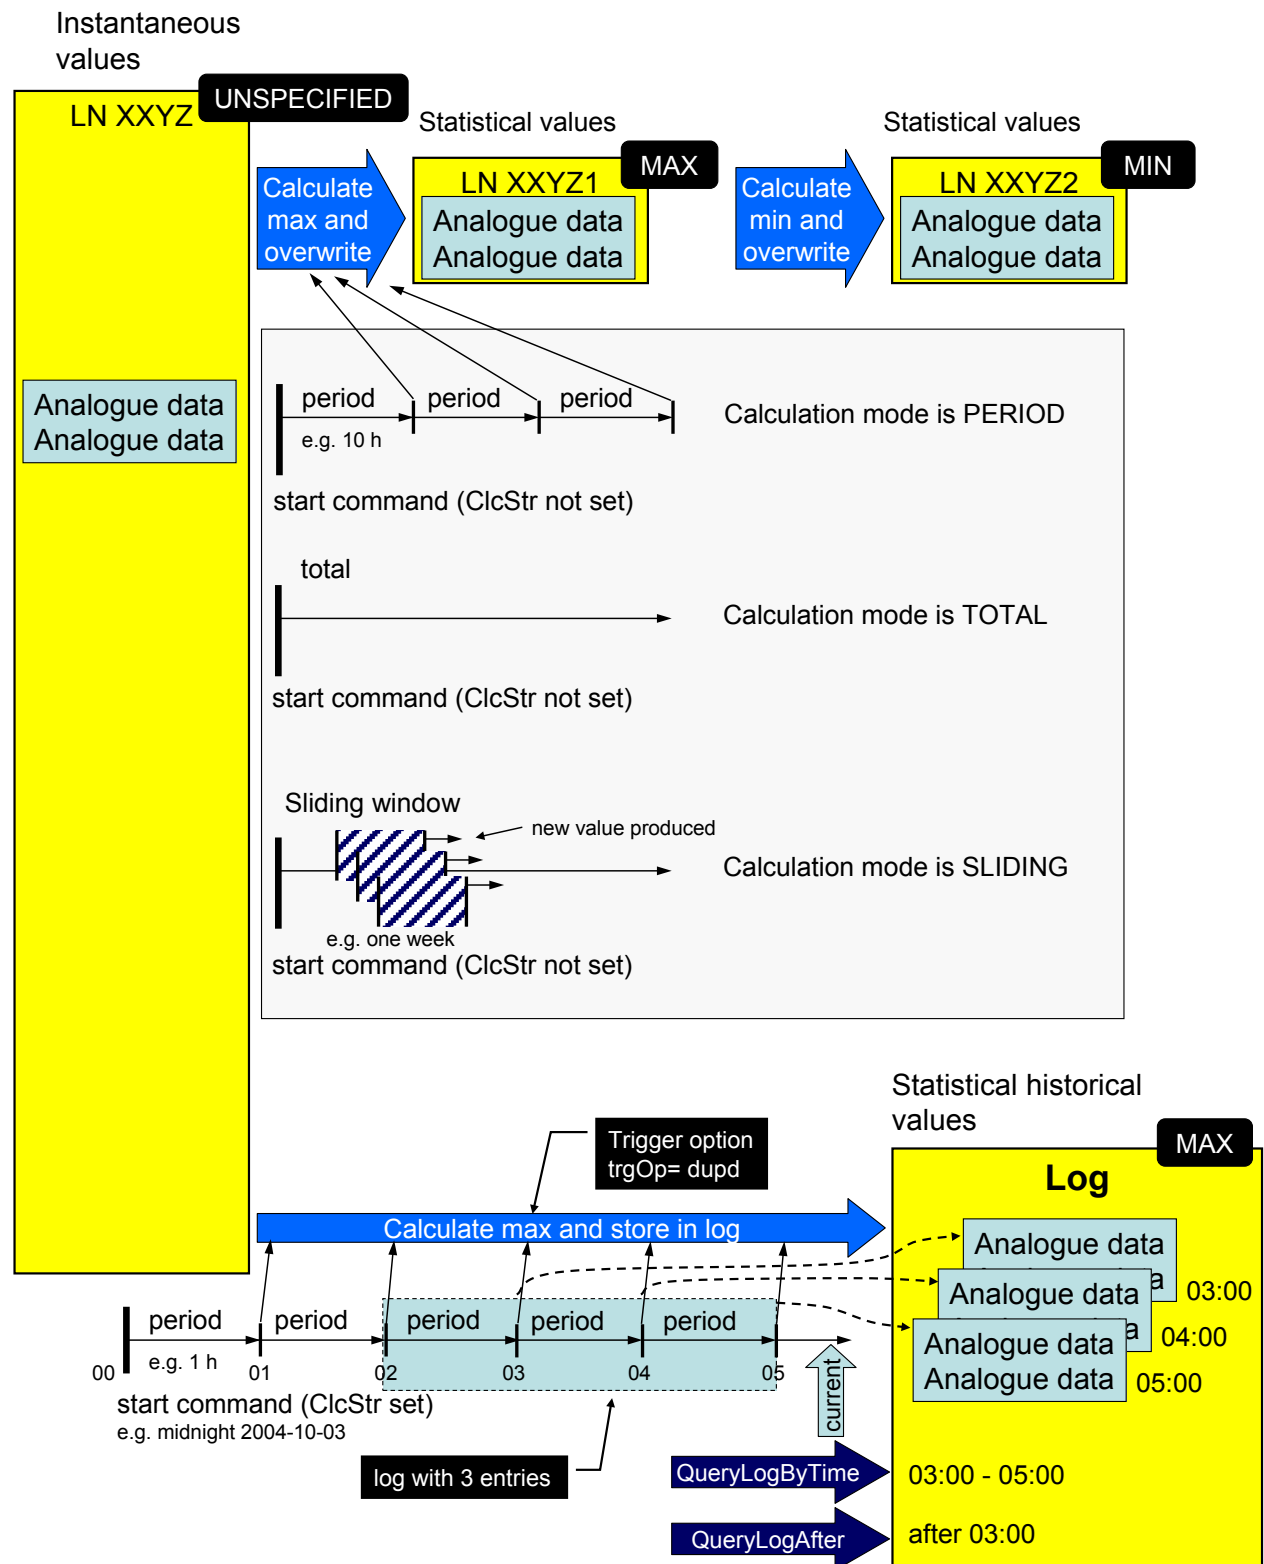 Instantaneous
values
UNSPECIFIED
LN XXYZ
Analogue data
Analogue data
Statistical values
MAX
Calculate
max and
overwrite
LN XXYZ1
Analogue data
Analogue data
Statistical values
MIN
Calculate
min and
overwrite
LN XXYZ2
Analogue data
Analogue data
period
period
period
e.g. 10 h
Calculation mode is PERIOD
start command (ClcStr not set)
total
Calculation mode is TOTAL
start command (ClcStr not set)
Sliding window
new value produced
Calculation mode is SLIDING
e.g. one week
start command (ClcStr not set)
Statistical historical
values
MAX
Trigger option
trgOp= dupd
Log
Calculate max and store in log
Analogue data
03:00
Analogue data
04:00
Analogue data
Analogue data
05:00
period
period
period
period
period
e.g. 1 h
00
01
02
03
04
05
current
start command (ClcStr set)
e.g. midnight 2004-10-03
log with 3 entries
QueryLogByTime
03:00 - 05:00
QueryLogAfter
after 03:00